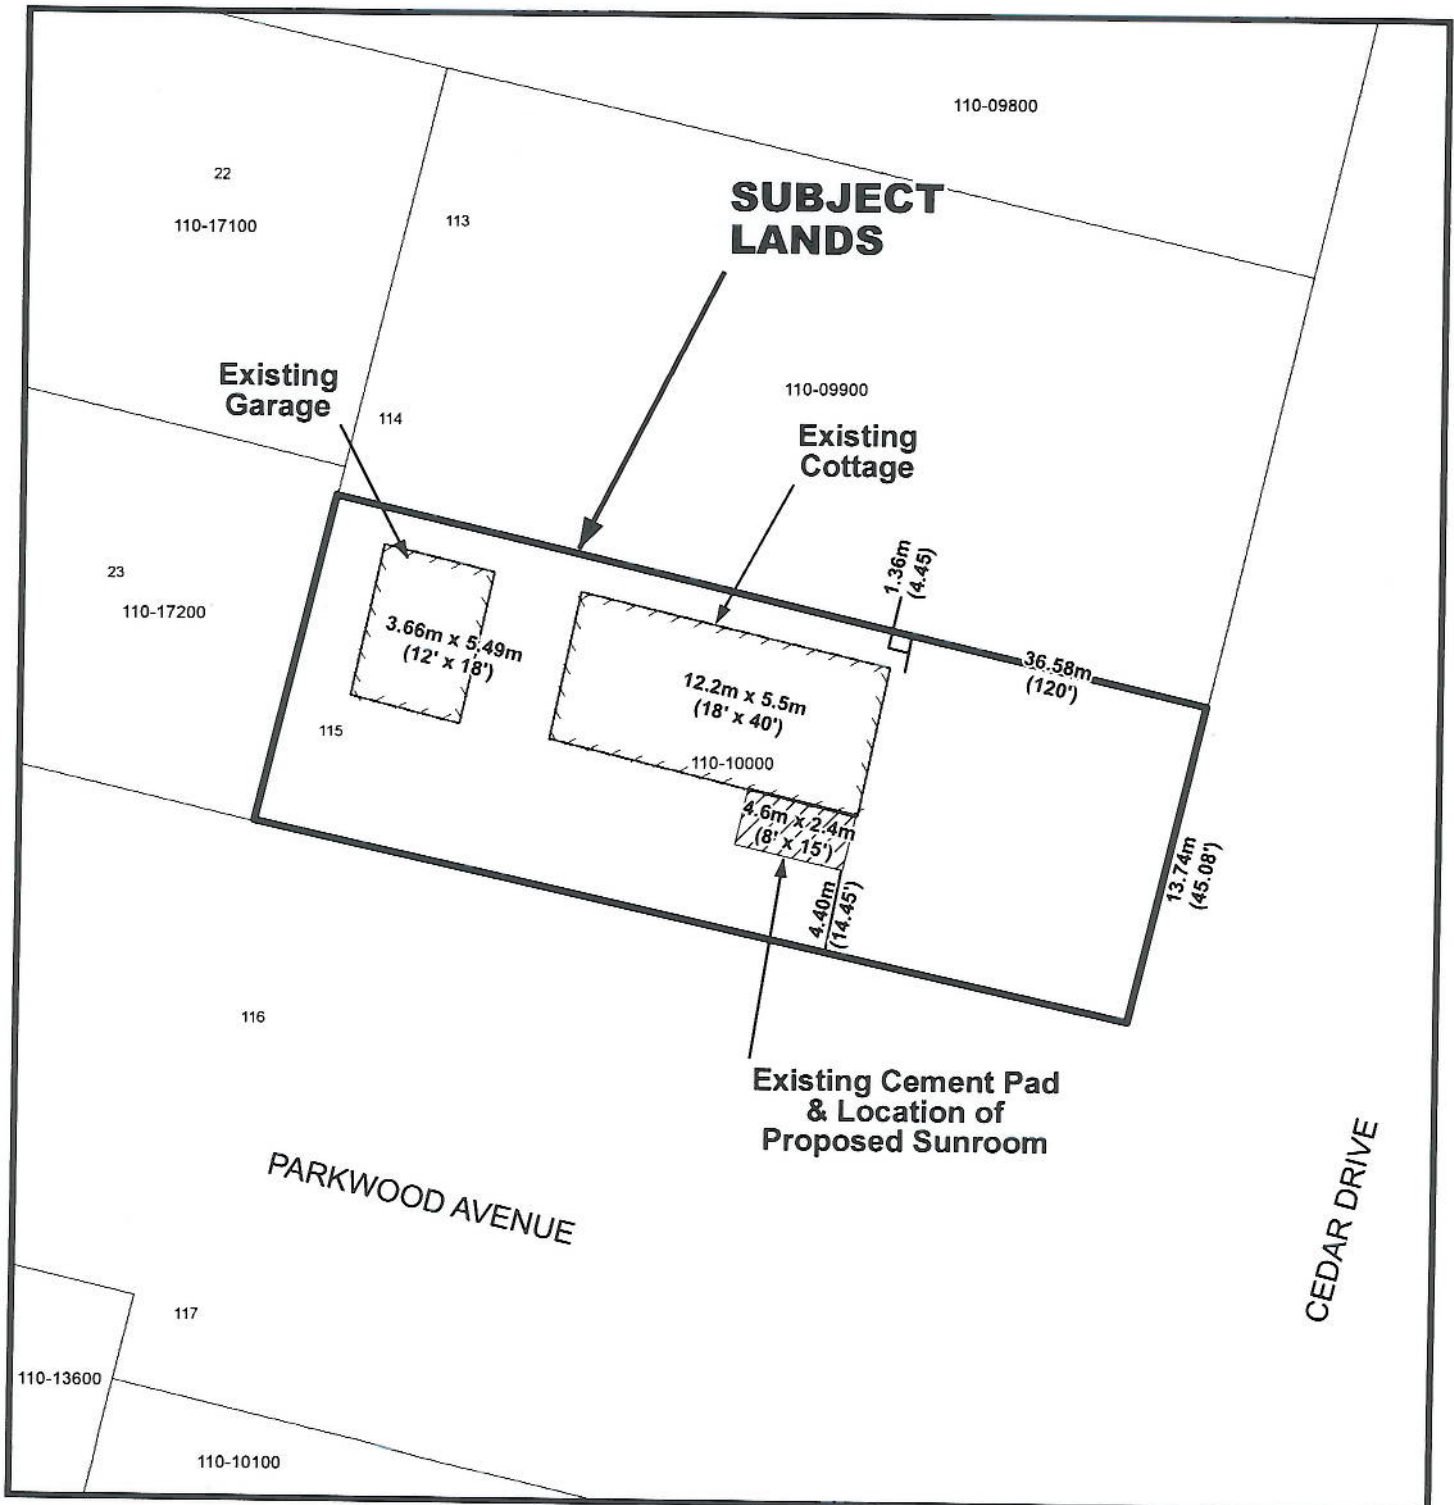 110-09800
22
110-17100
113
SUBJECT
LANDS
Existing
Garage
114
110-09900
Existing
Cottage
1.36m
(4.45)
23
110-17200
3.66m x 5.49m
(12' x 18')
36.58m
(120')
12.2m x 5.5m
(18' x 40')
115
110-10000
4.6m x 2.4m
(8' x 15')
13.74m
(45.08')
4.40m
(14.45')
116
Existing Cement Pad
& Location of
Proposed Sunroom
PARKWOOD AVENUE
CEDAR DRIVE
117
110-13600
110-10100